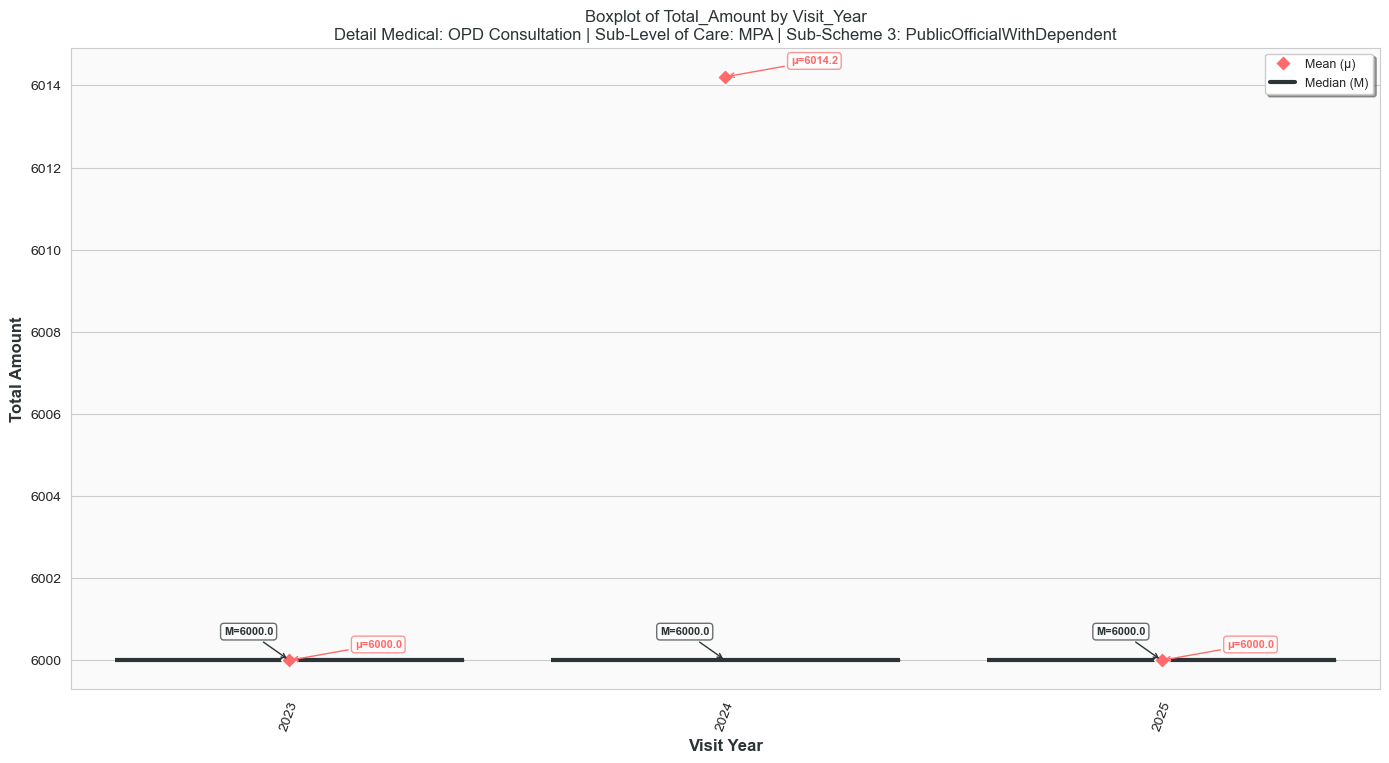 Boxplot of Total_Amount by Visit_Year
Detail Medical: OPD Consultation | Sub-Level of Care: MPA | Sub-Scheme 3: PublicOfficialWithDependent
Mean (μ)
Median (M)
μ=6014.2
6014
6012
6010
6008
6006
6004
6002
6000
Total Amount
M=6000.0
μ=6000.0
M=6000.0
M=6000.0
μ=6000.0
2023
2024
2025
Visit Year